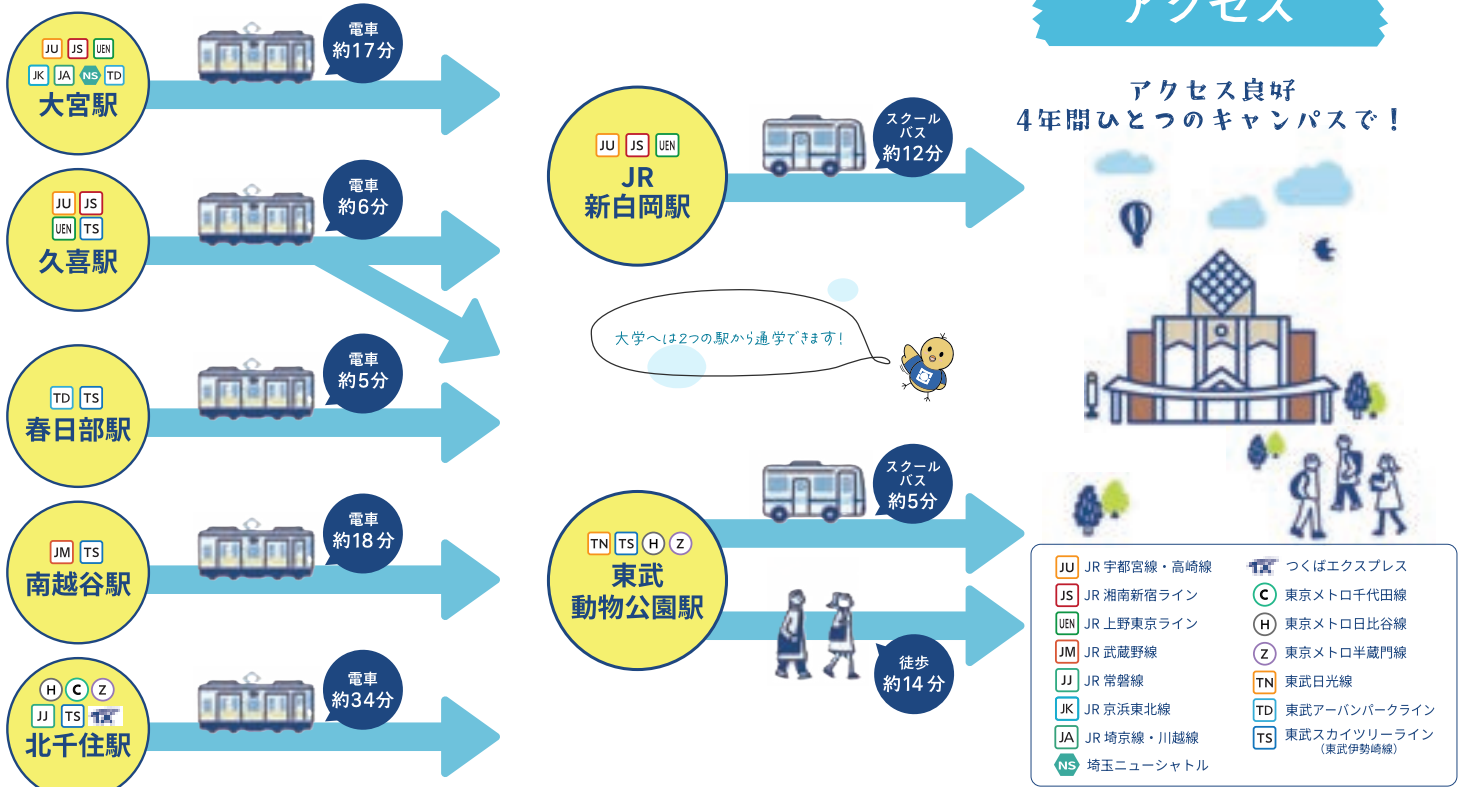 アクセス
アクセス良好
4年間ひとつのキャンパスで！
JU JS UEN
JK JA NS TD
大宮駅
電車
約17分
JU JS
UEN TS
久喜駅
電車
約6分
TD TS
春日部駅
電車
約5分
JM TS
南越谷駅
電車
約18分
H C Z
JJ TS TX
北千住駅
電車
約34分
JU JS UEN
JR
新白岡駅
スクール
バス
約12分
大学へは2つの駅から通学できます！
TN TS H Z
東武
動物公園駅
スクール
バス
約5分
徒歩
約14分
JU JR 宇都宮線・高崎線
JS JR 湘南新宿ライン
UEN JR 上野東京ライン
JM JR 武蔵野線
JJ JR 常磐線
JK JR 京浜東北線
JA JR 埼京線・川越線
NS 埼玉ニューシャトル
TX つくばエクスプレス
C 東京メトロ千代田線
H 東京メトロ日比谷線
Z 東京メトロ半蔵門線
TN 東武日光線
TD 東武アーバンパークライン
TS 東武スカイツリーライン
（東武伊勢崎線）